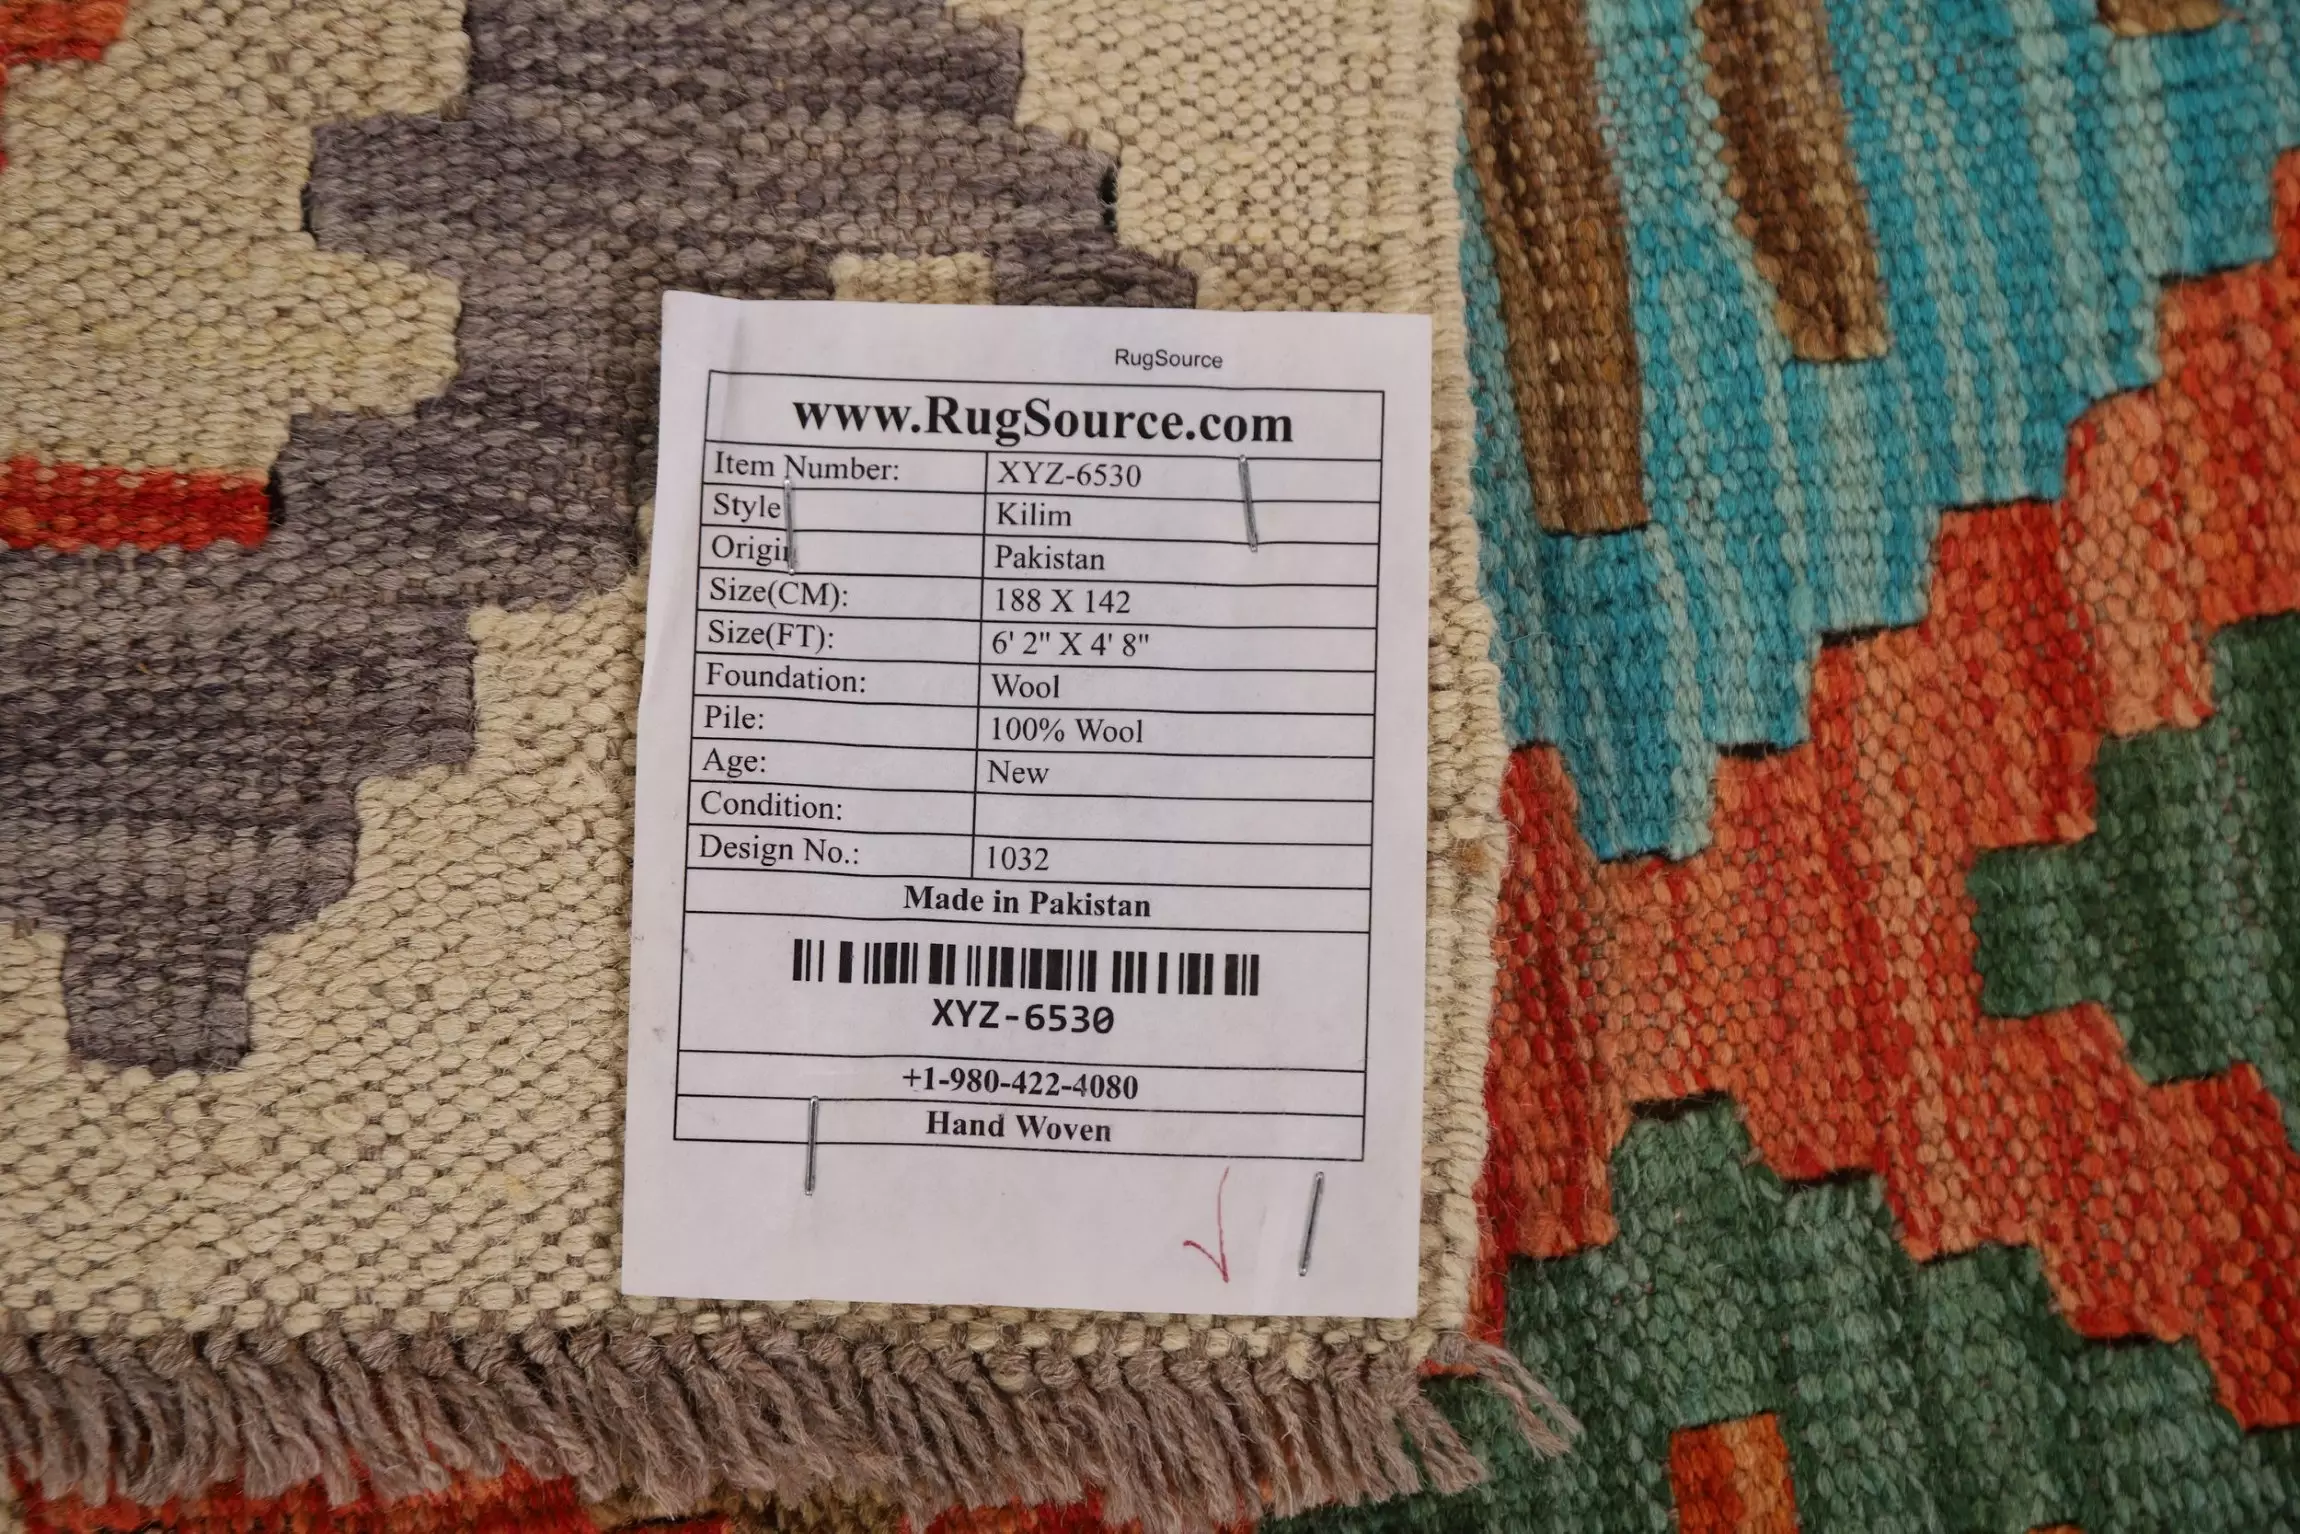 RugSource
www.RugSource.com
Item Number: XYZ-6530
Style Kilim
Origin Pakistan
Size(CM): 188 X 142
Size(FT): 6' 2" X 4' 8"
Foundation: Wool
Pile: 100% Wool
Age: New
Condition:
Design No.: 1032
Made in Pakistan
XYZ-6530
+1-980-422-4080
Hand Woven